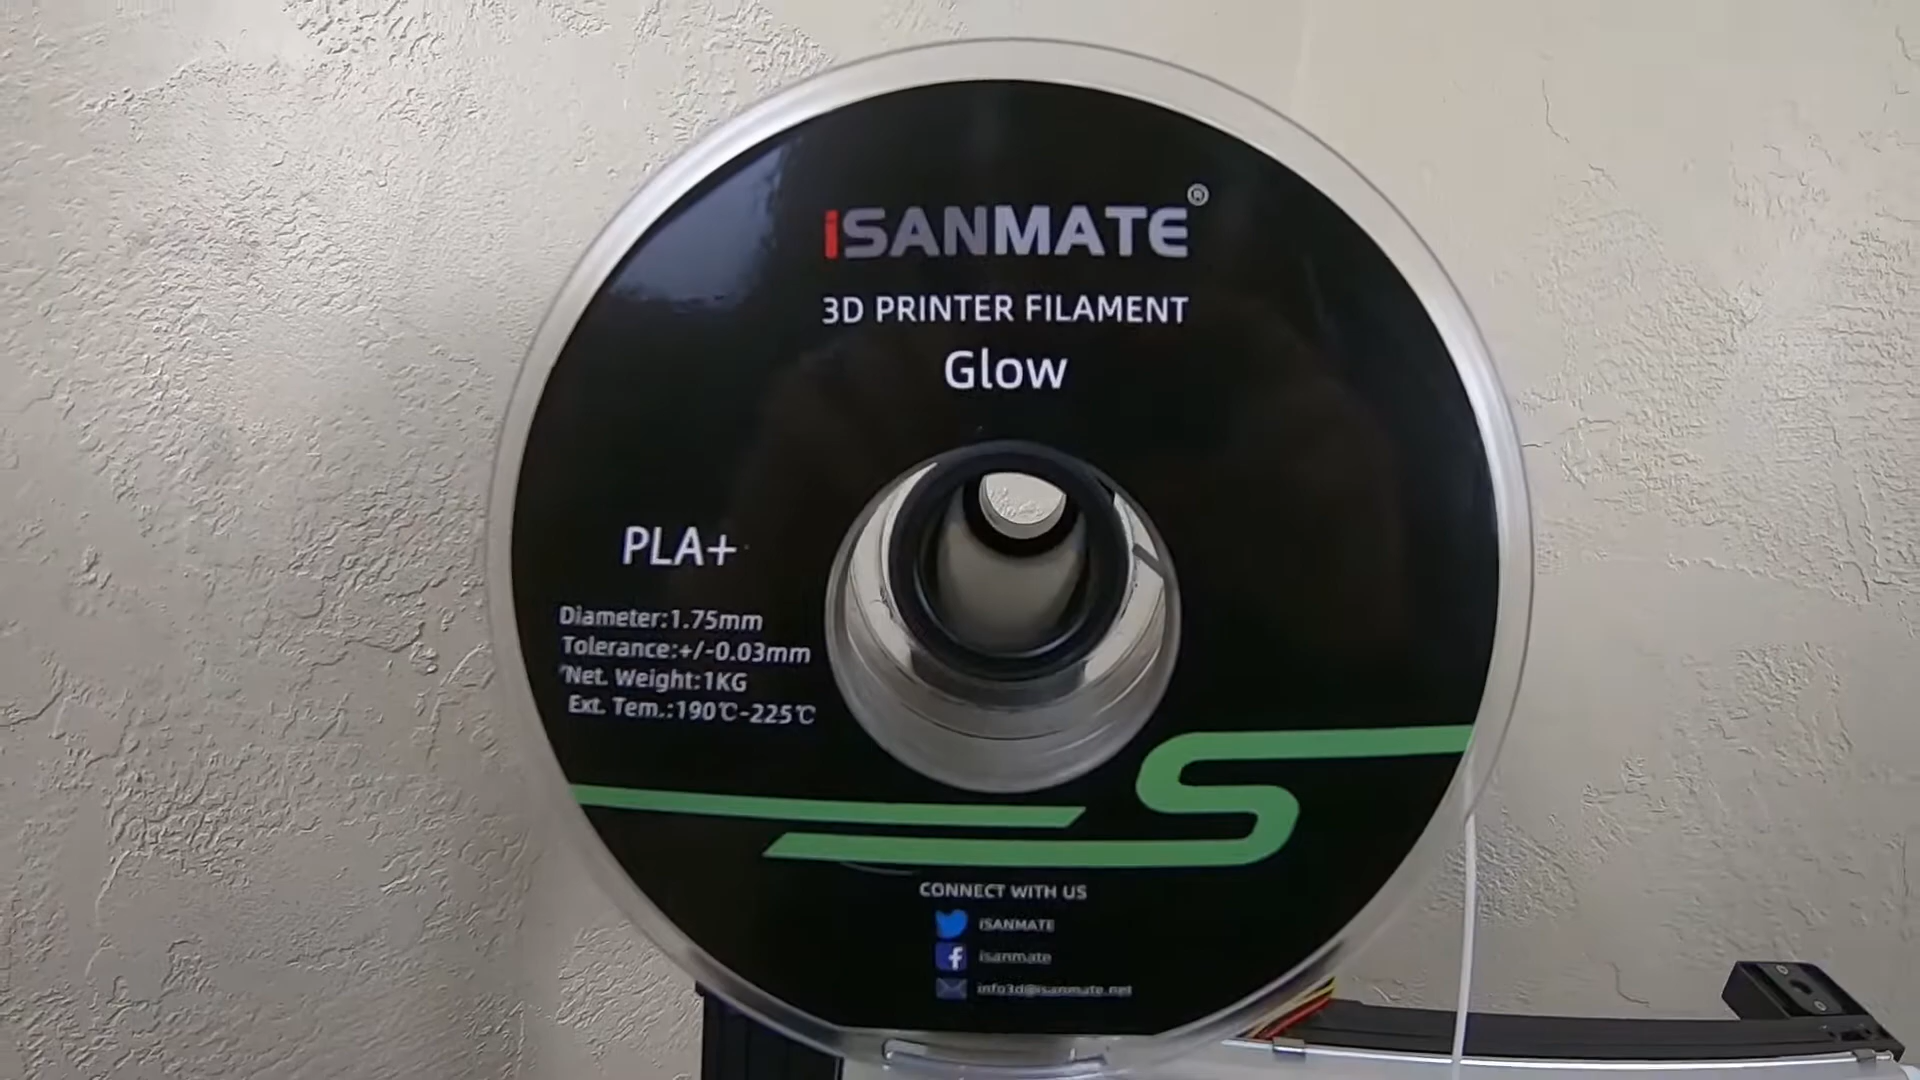 iSANMATE®
3D PRINTER FILAMENT
Glow
PLA+
Diameter:1.75mm
Tolerance:+/-0.03mm
Net. Weight:1KG
Ext. Tem.:190℃-225℃
CONNECT WITH US
iSANMATE
isanmate
info3d@isanmate.net